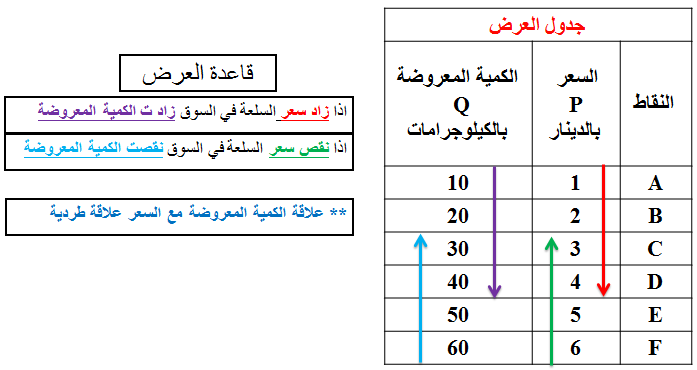 جدول العرض
النقاط
السعر
P
بالدينار
الكمية المعروضة
Q
بالكيلوجرامات
A 1 10
B 2 20
C 3 30
D 4 40
E 5 50
F 6 60
قاعدة العرض
اذا زاد سعر السلعة في السوق زاد ت الكمية المعروضة
اذا نقص سعر السلعة في السوق نقصت الكمية المعروضة
** علاقة الكمية المعروضة مع السعر علاقة طردية